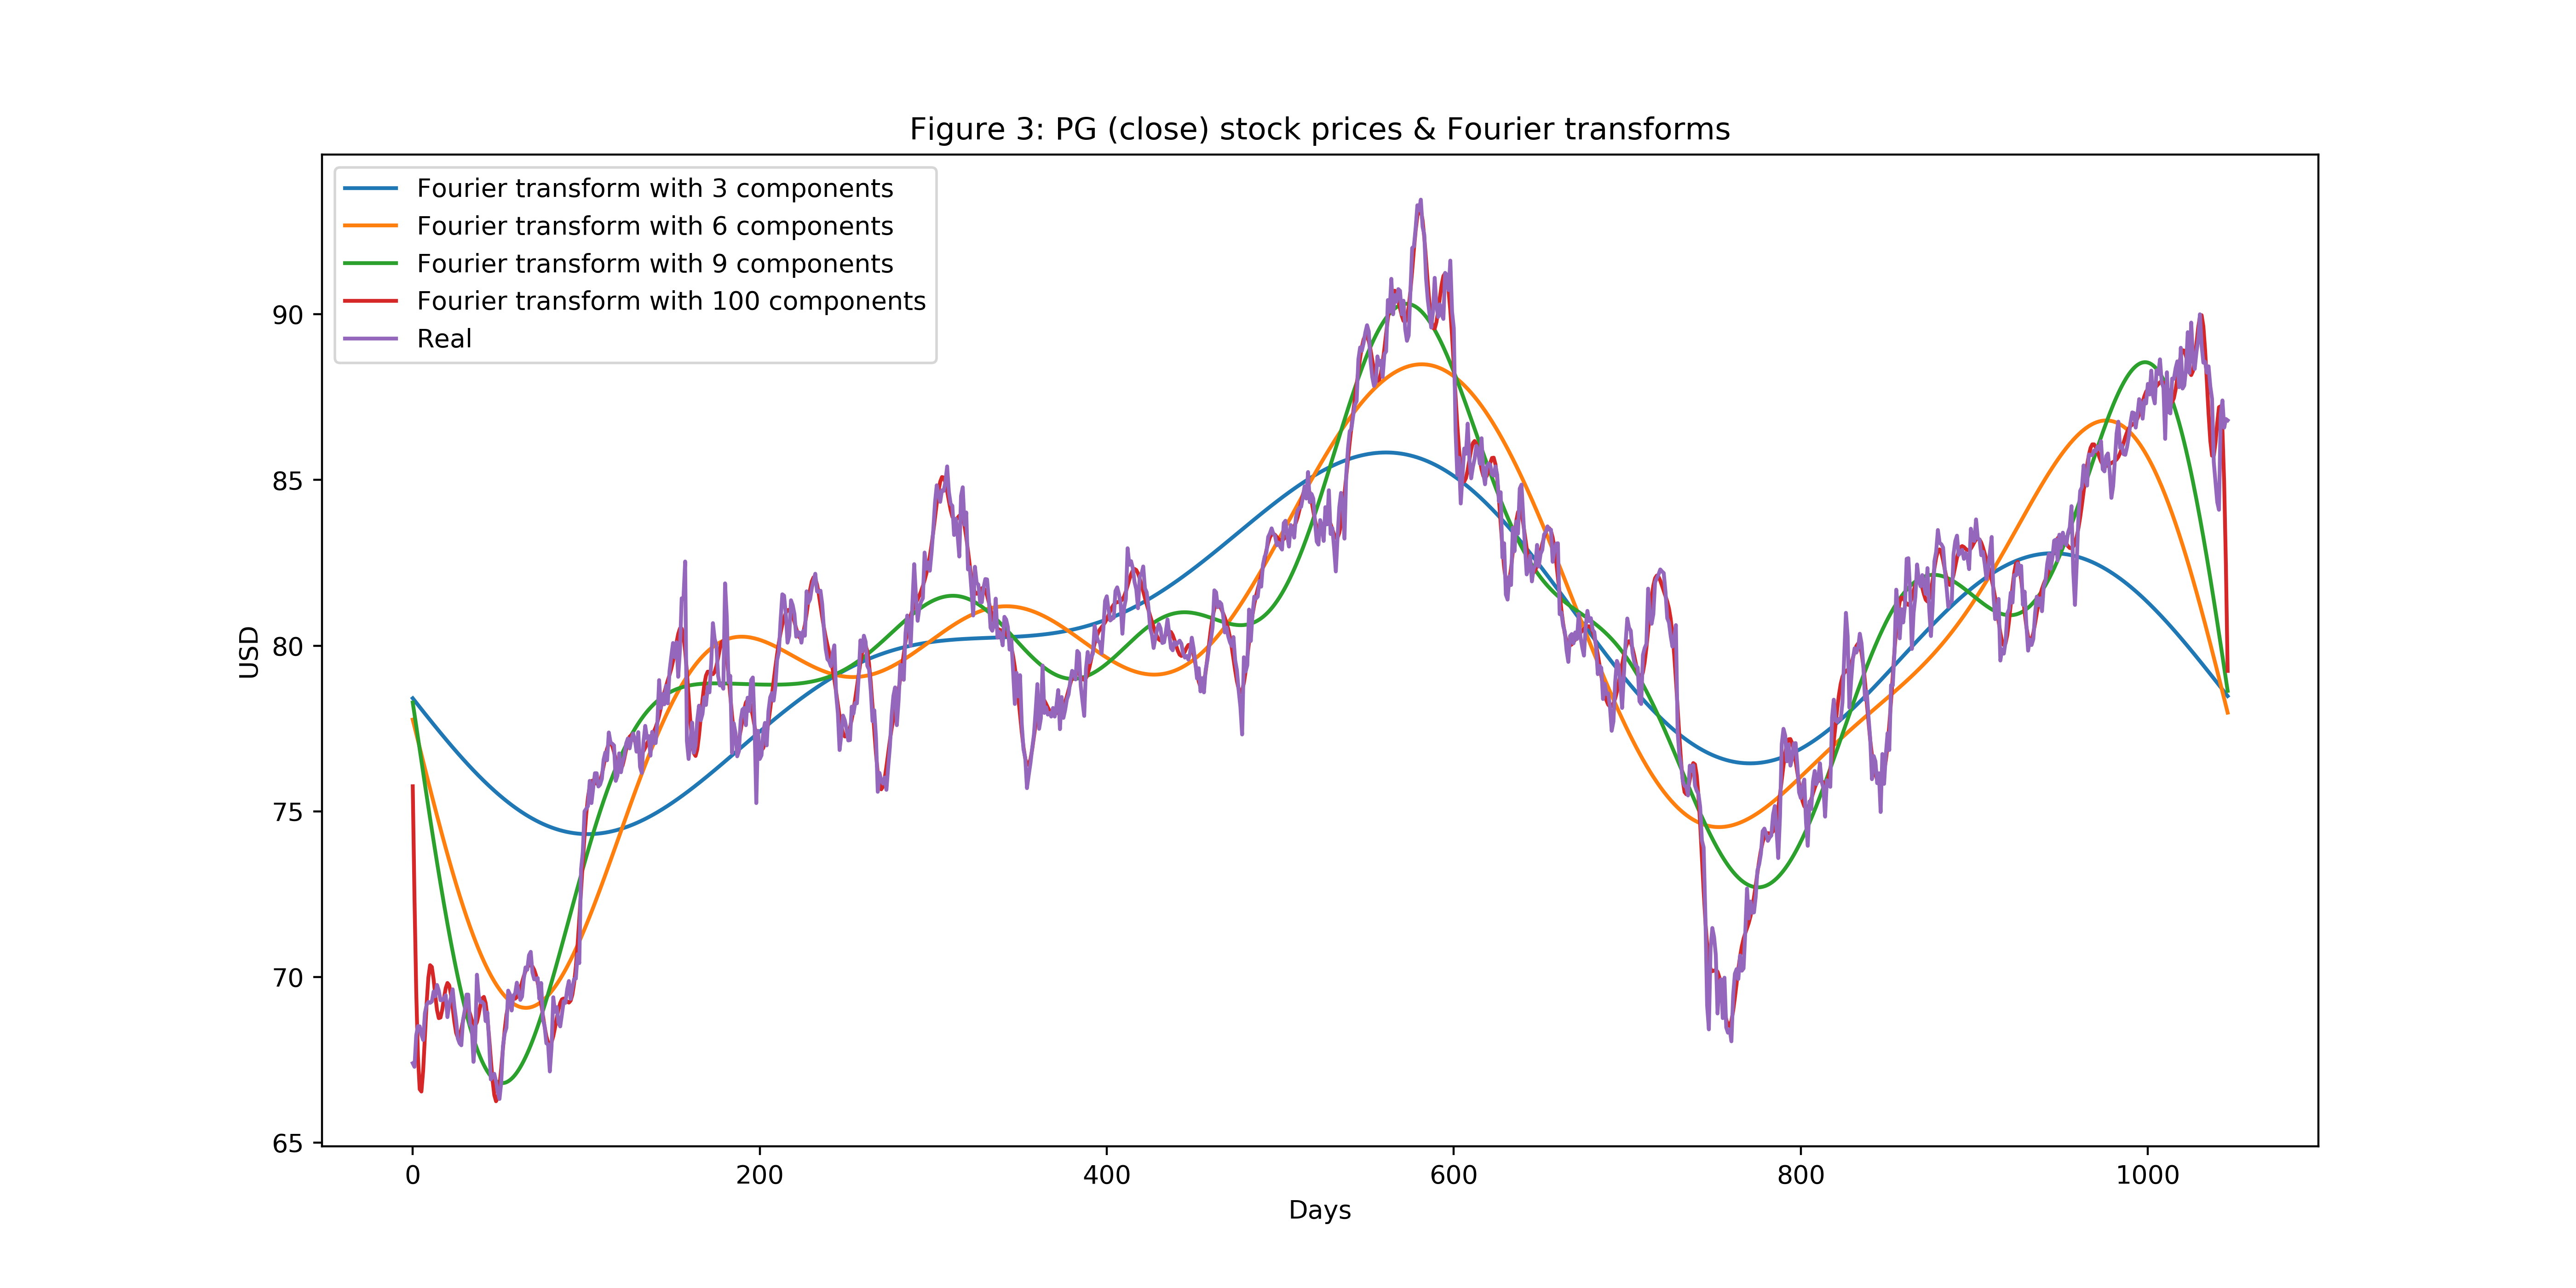 Figure 3: PG (close) stock prices & Fourier transforms
Fourier transform with 3 components
Fourier transform with 6 components
Fourier transform with 9 components
Fourier transform with 100 components
Real
90
85
80
75
70
65
USD
0 200 400 600 800 1000
Days